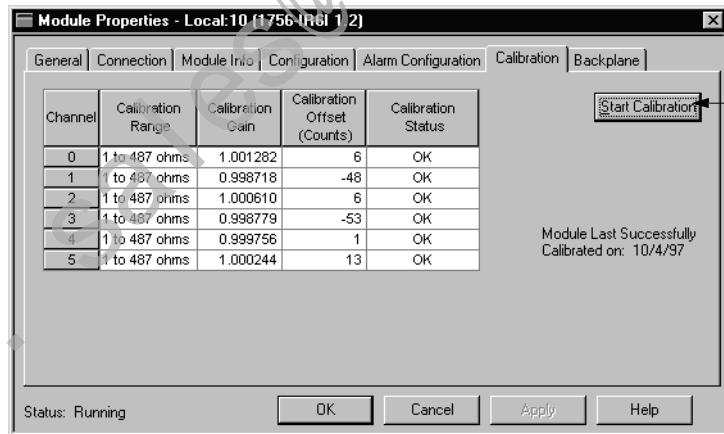 Module Properties - Local:10 (1756-IR6I 1.2)
General Connection Module Info Configuration Alarm Configuration Calibration Backplane
Channel Calibration Range Calibration Gain Calibration Offset (Counts) Calibration Status
0 1 to 487 ohms 1.001282 6 OK
1 1 to 487 ohms 0.998718 -48 OK
2 1 to 487 ohms 1.000610 6 OK
3 1 to 487 ohms 0.998779 -53 OK
4 1 to 487 ohms 0.999756 1 OK
5 1 to 487 ohms 1.000244 13 OK
Start Calibration
Module Last Successfully
Calibrated on: 10/4/97
Status: Running
OK Cancel Apply Help
sales